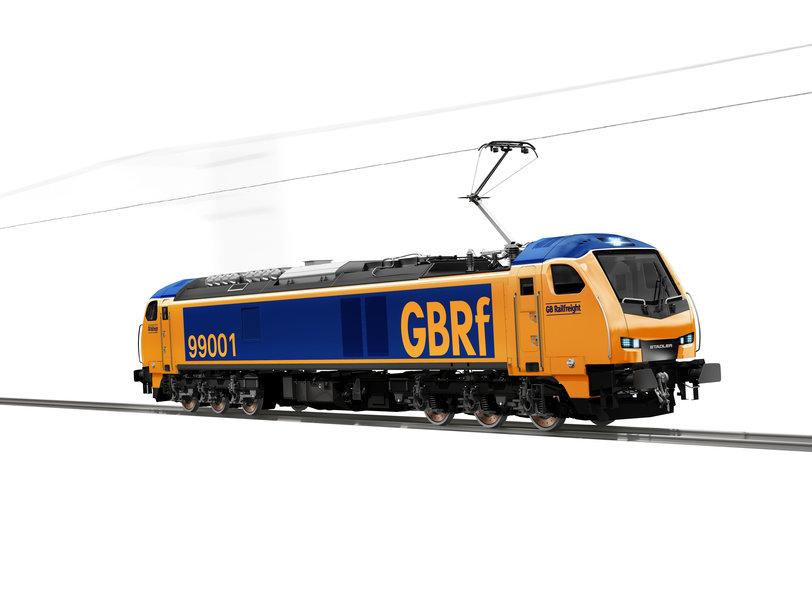 99001
GBRf
GB Railfreight
STADLER